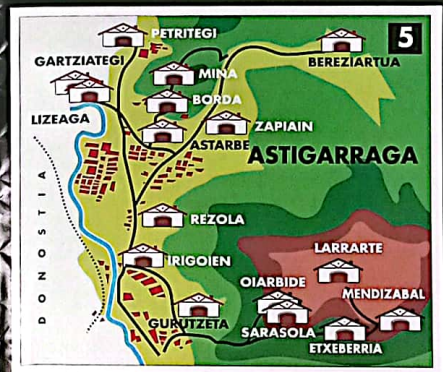 5
PETRITEGI
GARTZIATEGI
BEREZIARTUA
MINA
BORDA
LIZEAGA
ZAPIAIN
ASTARBE
ASTIGARRAGA
DONOSTIA
REZOLA
LARRARTE
IRIGOIEN
OIARBIDE
MENDIZABAL
GURUTZETA
SARASOLA
ETXEBERRIA